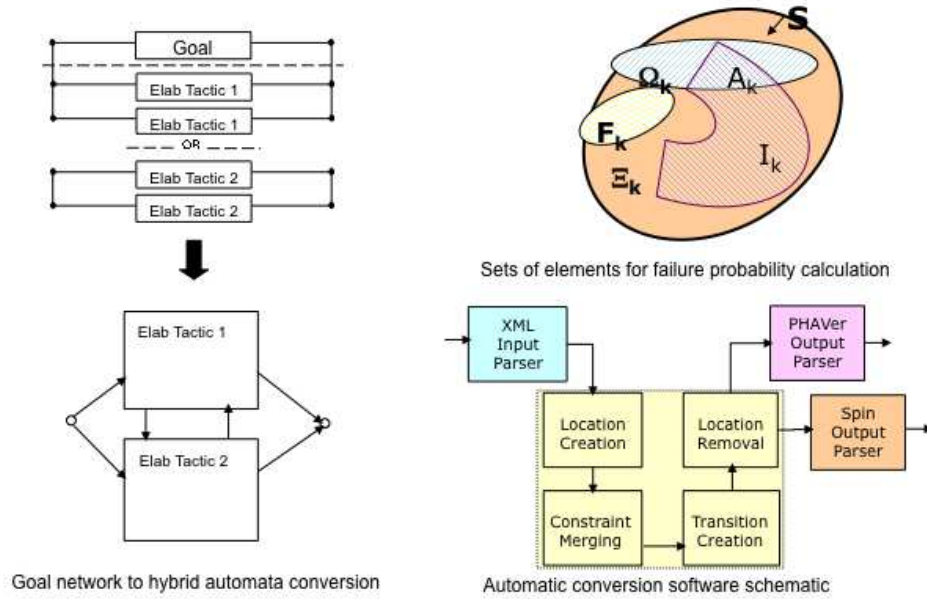 Goal
Elab Tactic 1
Elab Tactic 1
OR
Elab Tactic 2
Elab Tactic 2
Elab Tactic 1
Elab Tactic 2
Goal network to hybrid automata conversion
S
Ωk
Ak
Fk
Ik
Ξk
Sets of elements for failure probability calculation
XML
Input
Parser
PHAVer
Output
Parser
Location
Creation
Location
Removal
Spin
Output
Parser
Constraint
Merging
Transition
Creation
Automatic conversion software schematic